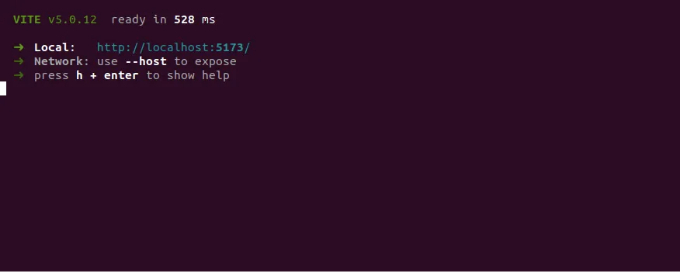 VITE v5.0.12 ready in 528 ms
➜ Local: http://localhost:5173/
➜ Network: use --host to expose
➜ press h + enter to show help